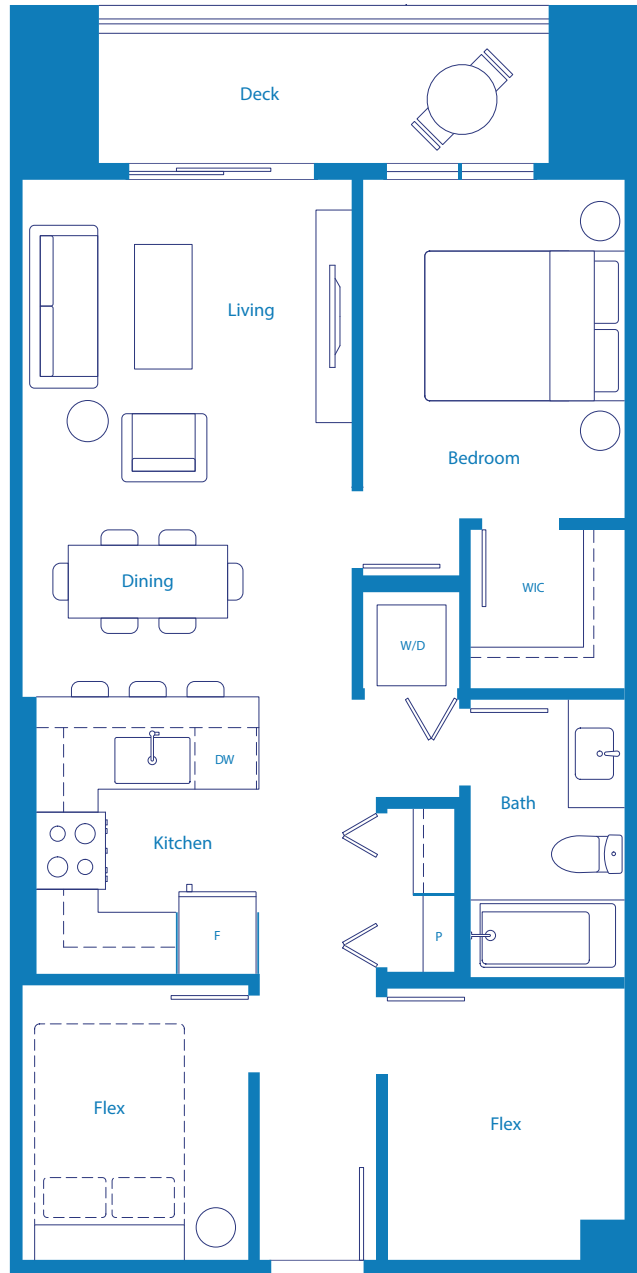 Deck
Living
Bedroom
Dining
WIC
W/D
DW
Bath
Kitchen
F
P
Flex
Flex